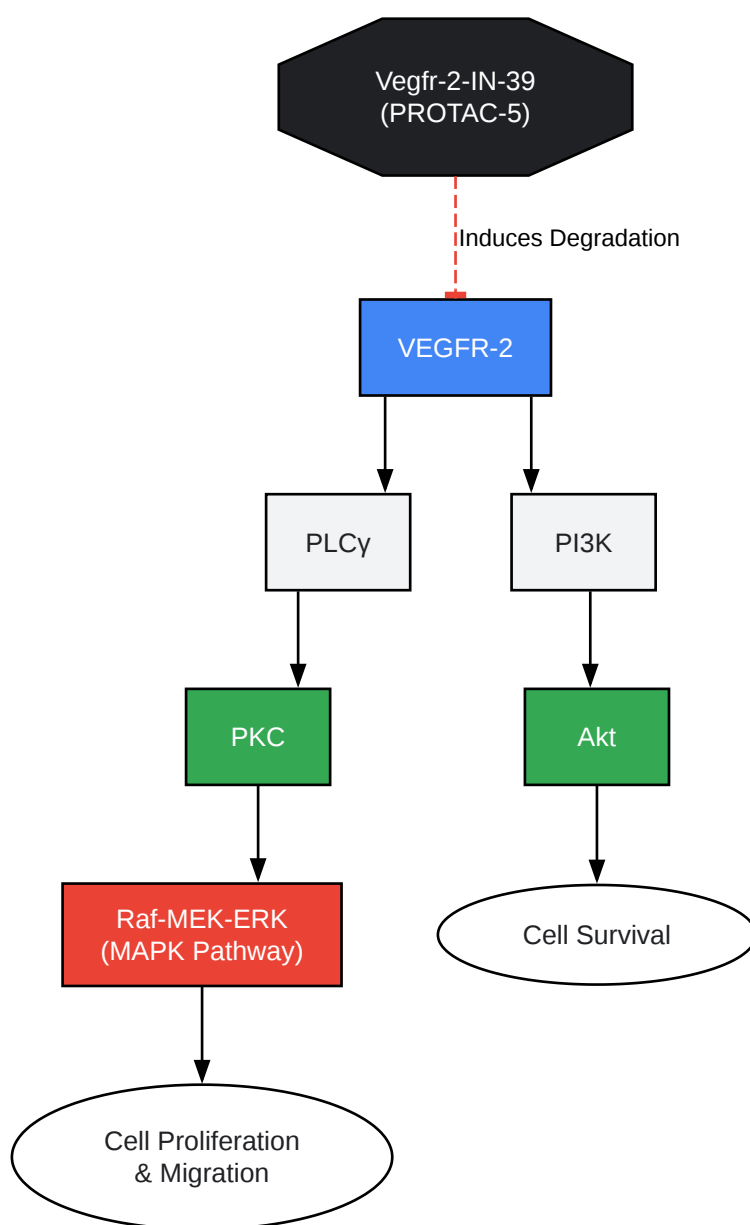 Vegfr-2-IN-39
(PROTAC-5)
Induces Degradation
VEGFR-2
PLCγ
PI3K
PKC
Akt
Raf-MEK-ERK
(MAPK Pathway)
Cell Survival
Cell Proliferation
& Migration